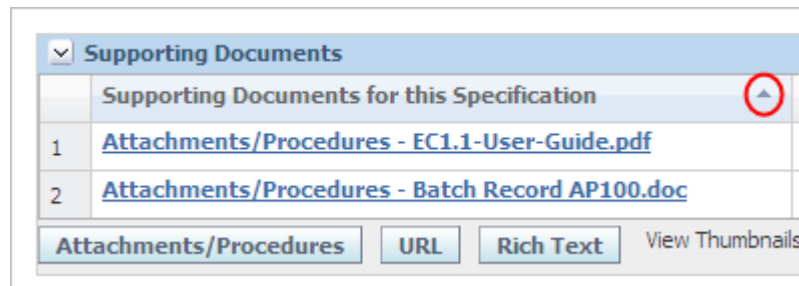 Supporting Documents
Supporting Documents for this Specification
1 Attachments/Procedures - EC1.1-User-Guide.pdf
2 Attachments/Procedures - Batch Record AP100.doc
Attachments/Procedures URL Rich Text View Thumbnails